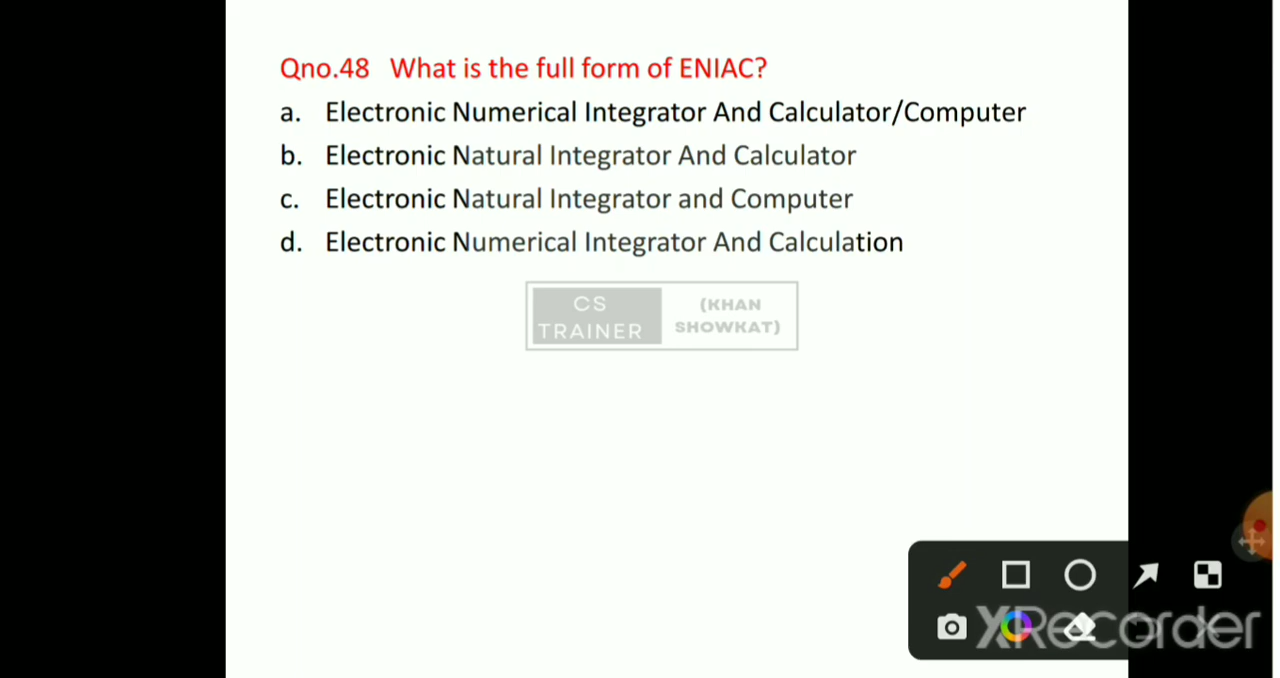 Qno.48 What is the full form of ENIAC?
a. Electronic Numerical Integrator And Calculator/Computer
b. Electronic Natural Integrator And Calculator
c. Electronic Natural Integrator and Computer
d. Electronic Numerical Integrator And Calculation
CS TRAINER
(KHAN SHOWKAT)
XRecorder